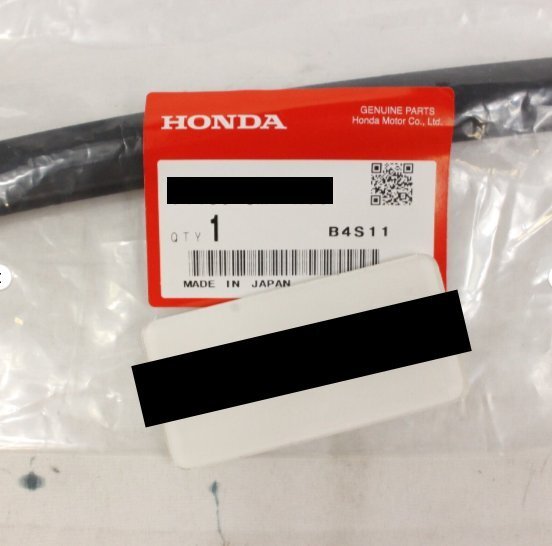 HONDA
GENUINE PARTS
Honda Motor Co., Ltd.
QTY 1
B4S11
MADE IN JAPAN